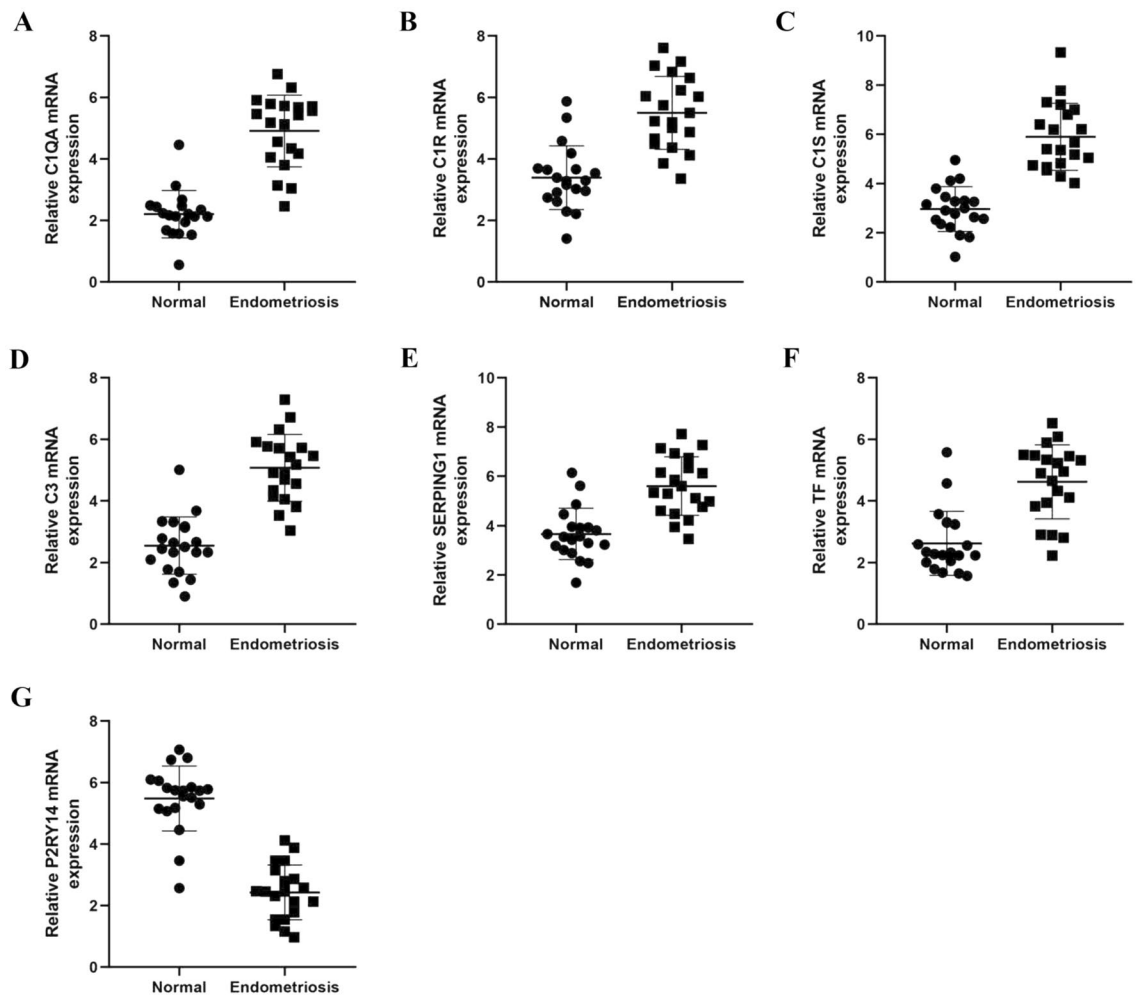 A
Relative C1QA mRNA
expression
8
6
4
2
0
Normal
Endometriosis
B
Relative C1R mRNA
expression
8
6
4
2
0
Normal
Endometriosis
C
Relative C1S mRNA
expression
10
8
6
4
2
0
Normal
Endometriosis
D
Relative C3 mRNA
expression
8
6
4
2
0
Normal
Endometriosis
E
Relative SERPING1 mRNA
expression
10
8
6
4
2
0
Normal
Endometriosis
F
Relative TF mRNA
expression
8
6
4
2
0
Normal
Endometriosis
G
Relative P2RY14 mRNA
expression
8
6
4
2
0
Normal
Endometriosis